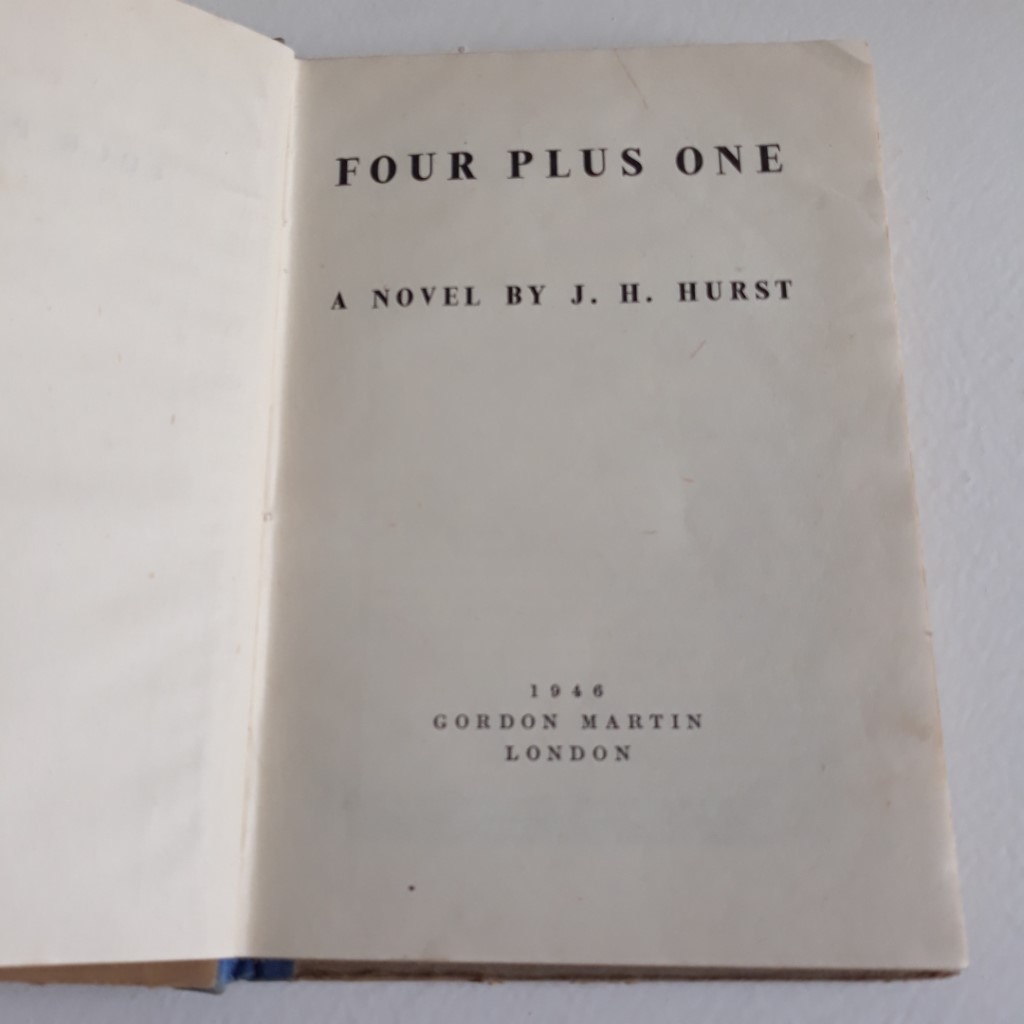 FOUR PLUS ONE
A NOVEL BY J. H. HURST
1946
GORDON MARTIN
LONDON